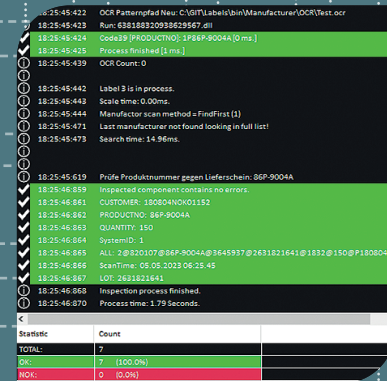 18:25:45:422 OCR Patternpfad Neu: C:\GIT\Labels\bin\Manufacturer\OCR\Test.ocr
18:25:45:423 Run: 638188320938629567.dll
18:25:45:424 Code39 [PRODUCTNO]: 1P86P-9004A [0 ms.]
18:25:45:425 Process finished [1 ms.]
18:25:45:439 OCR Count: 0
18:25:45:442 Label 3 is in process.
18:25:45:443 Scale time: 0.00ms.
18:25:45:444 Manufactor scan method = FindFirst (1)
18:25:45:471 Last manufacturer not found looking in full list!
18:25:45:473 Search time: 14.96ms.
18:25:45:619 Prüfe Produktnummer gegen Lieferschein: 86P-9004A
18:25:46:859 Inspected component contains no errors.
18:25:46:861 CUSTOMER: 180804NOKO1152
18:25:46:862 PRODUCTNO: 86P-9004A
18:25:46:863 QUANTITY: 150
18:25:46:864 SystemID: 1
18:25:46:865 ALL: 2@820107@86P-9004A@3645937@2631821641@1832@150@P180804
18:25:46:866 ScanTime: 05.05.2023 06:25.45
18:25:46:867 LOT: 2631821641
18:25:46:868 Inspection process finished.
18:25:46:870 Process time: 1.79 Seconds.
Statistic Count
TOTAL: 7
OK: 7 (100.0%)
NOK: 0 (0.0%)